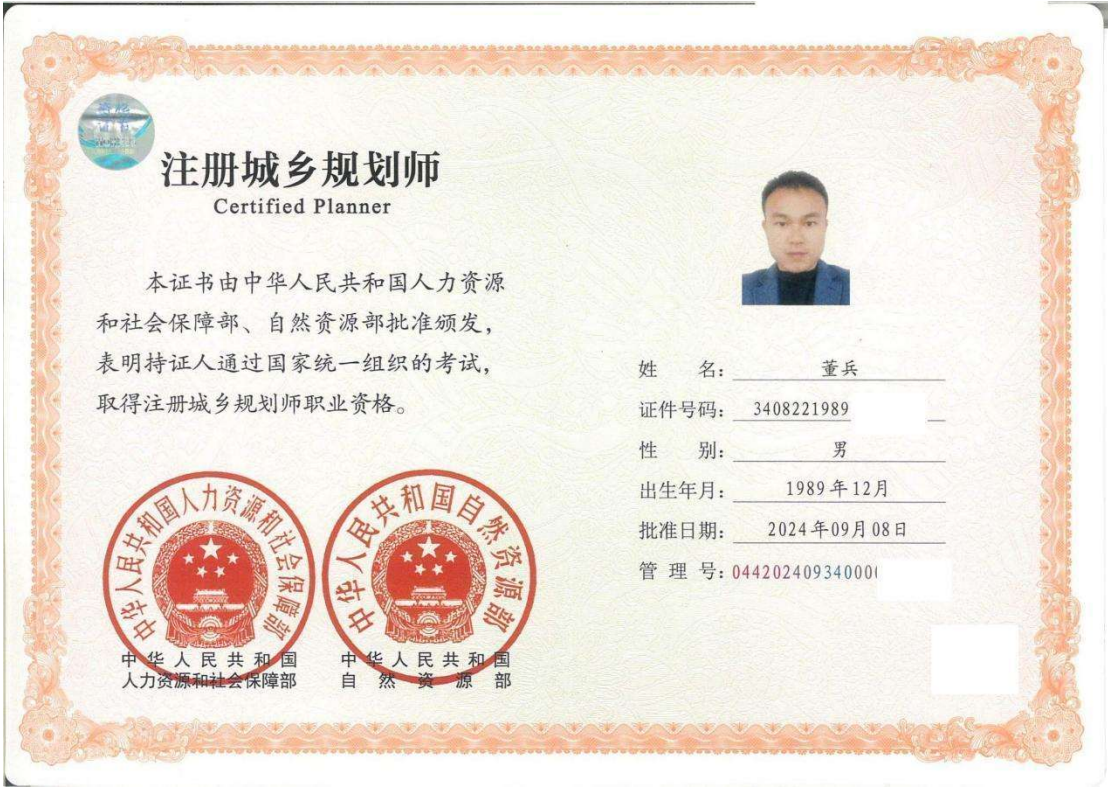 注册城乡规划师
Certified Planner
本证书由中华人民共和国人力资源
和社会保障部、自然资源部批准颁发，
表明持证人通过国家统一组织的考试，
取得注册城乡规划师职业资格。
中华人民共和国人力资源和社会保障部
中华人民共和国自然资源部
中华人民共和国
人力资源和社会保障部
中华人民共和国
自然资源部
姓 名：董兵
证件号码：3408221989
性 别：男
出生年月：1989年12月
批准日期：2024年09月08日
管 理 号：04420240934000